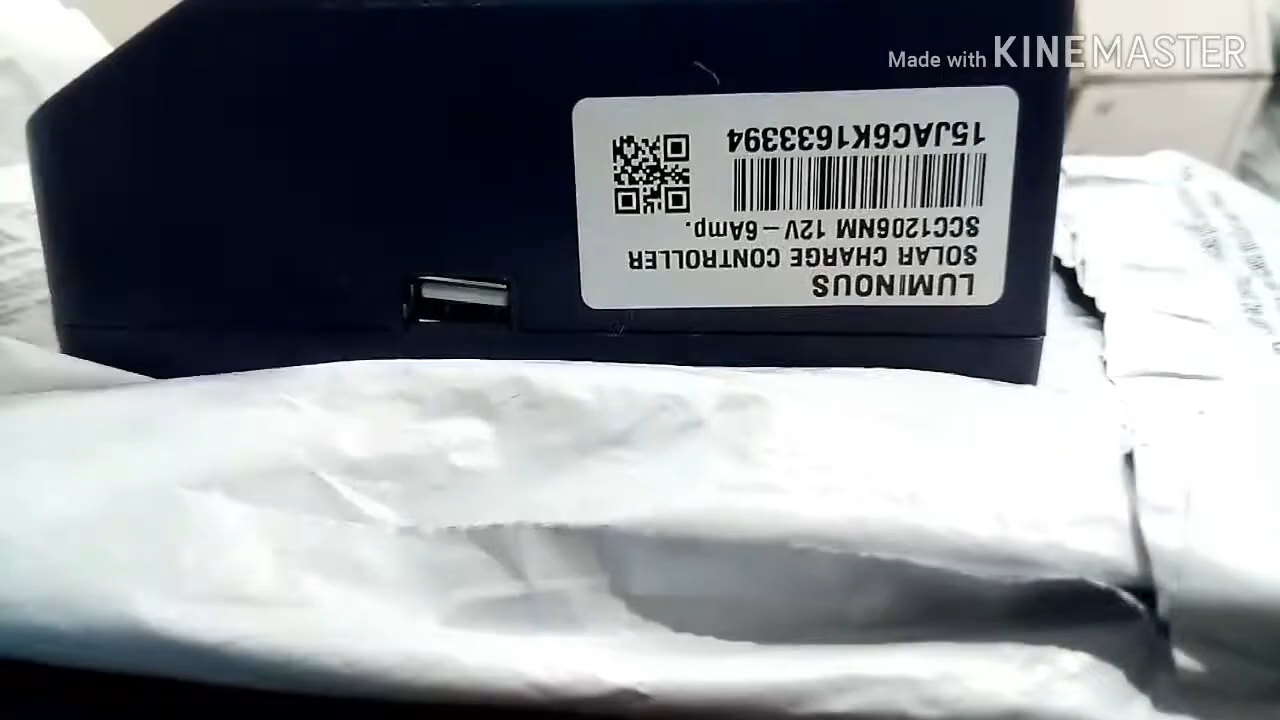 Made with KINEMASTER
LUMINOUS
SOLAR CHARGE CONTROLLER
SCC1206NM 12V – 6Amp.
15JAC6K1633394